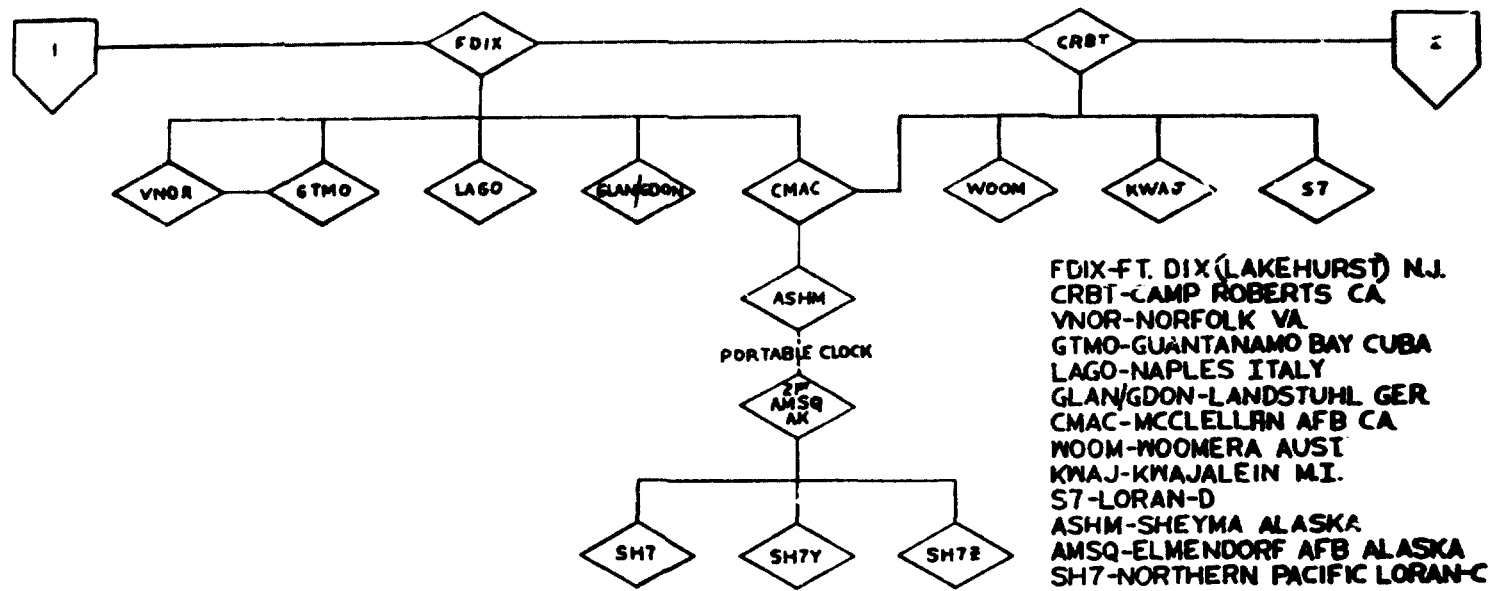 1
FDIX
CRBT
2
VNOR
GTMO
LAGO
GLAN/GDON
CMAC
WOOM
KWAJ
S7
ASHM
PORTABLE CLOCK
AMSQ
AK
SH7
SH7Y
SH7Z
FDIX-FT. DIX (LAKEHURST) N.J.
CRBT-CAMP ROBERTS CA
VNOR-NORFOLK VA
GTMO-GUANTANAMO BAY CUBA
LAGO-NAPLES ITALY
GLAN/GDON-LANDSTUHL GER
CMAC-MCCLELLAN AFB CA
WOOM-WOOMERA AUST
KWAJ-KWAJALEIN M.I.
S7-LORAN-D
ASHM-SHEYMA ALASKA
AMSQ-ELMENDORF AFB ALASKA
SH7-NORTHERN PACIFIC LORAN-C